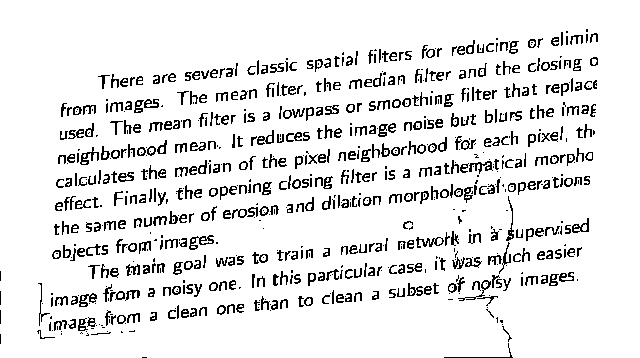 There are several classic spatial filters for reducing or elimin
from images. The mean filter, the median filter and the closing o
used. The mean filter is a lowpass or smoothing filter that replace
neighborhood mean. It reduces the image noise but blurs the imag
calculates the median of the pixel neighborhood for each pixel, the
effect. Finally, the opening closing filter is a mathematical morpho
the same number of erosion and dilation morphological operations
objects from images.
The main goal was to train a neural network in a supervised
image from a noisy one. In this particular case, it was much easier
image from a clean one than to clean a subset of noisy images.